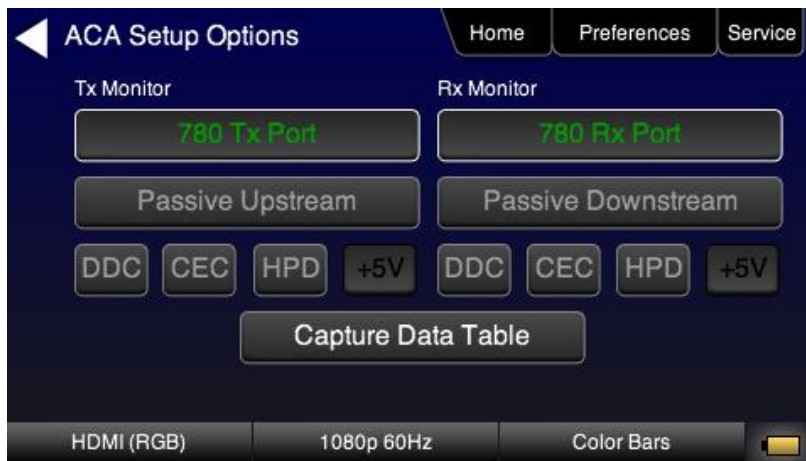 ACA Setup Options
Home
Preferences
Service
Tx Monitor
Rx Monitor
780 Tx Port
780 Rx Port
Passive Upstream
Passive Downstream
DDC CEC HPD +5V
DDC CEC HPD +5V
Capture Data Table
HDMI (RGB)
1080p 60Hz
Color Bars